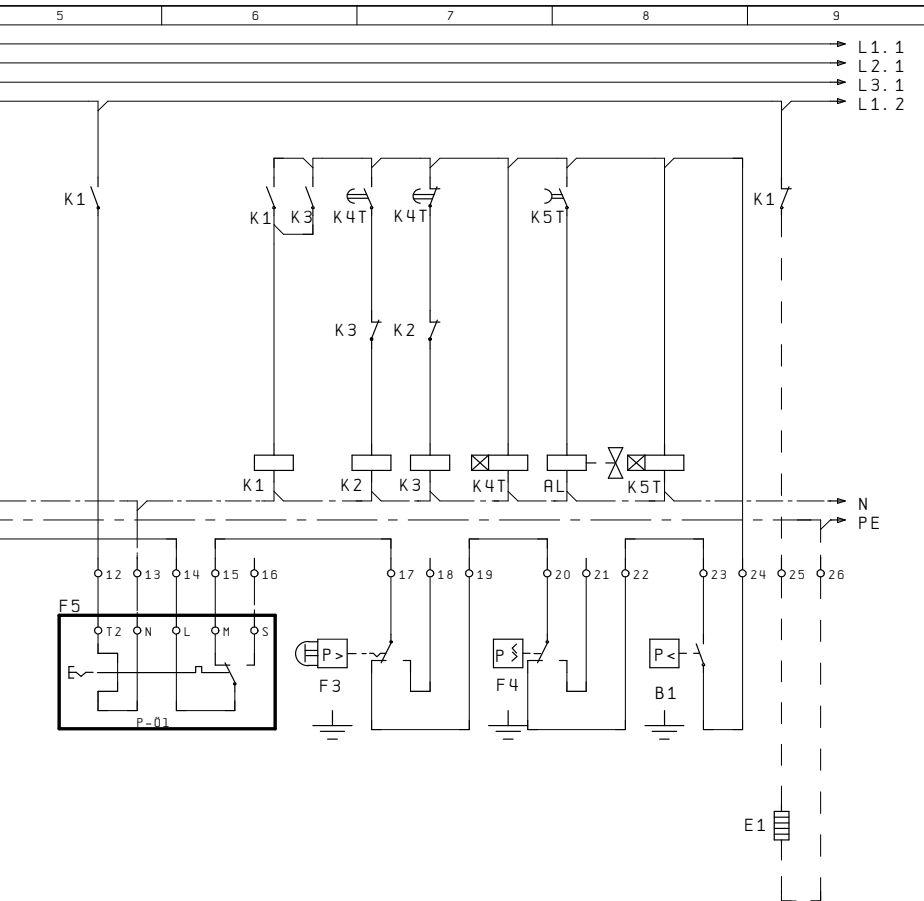 5 6 7 8 9
L1.1
L2.1
L3.1
L1.2
K1 K1 K3 K4T K4T K5T K1
K3 K2
K1 K2 K3 K4T AL K5T
N
PE
12 13 14 15 16 17 18 19 20 21 22 23 24 25 26
F5
T2 N L M S
P> P P<
F3 F4 B1
P-Ö1
E1